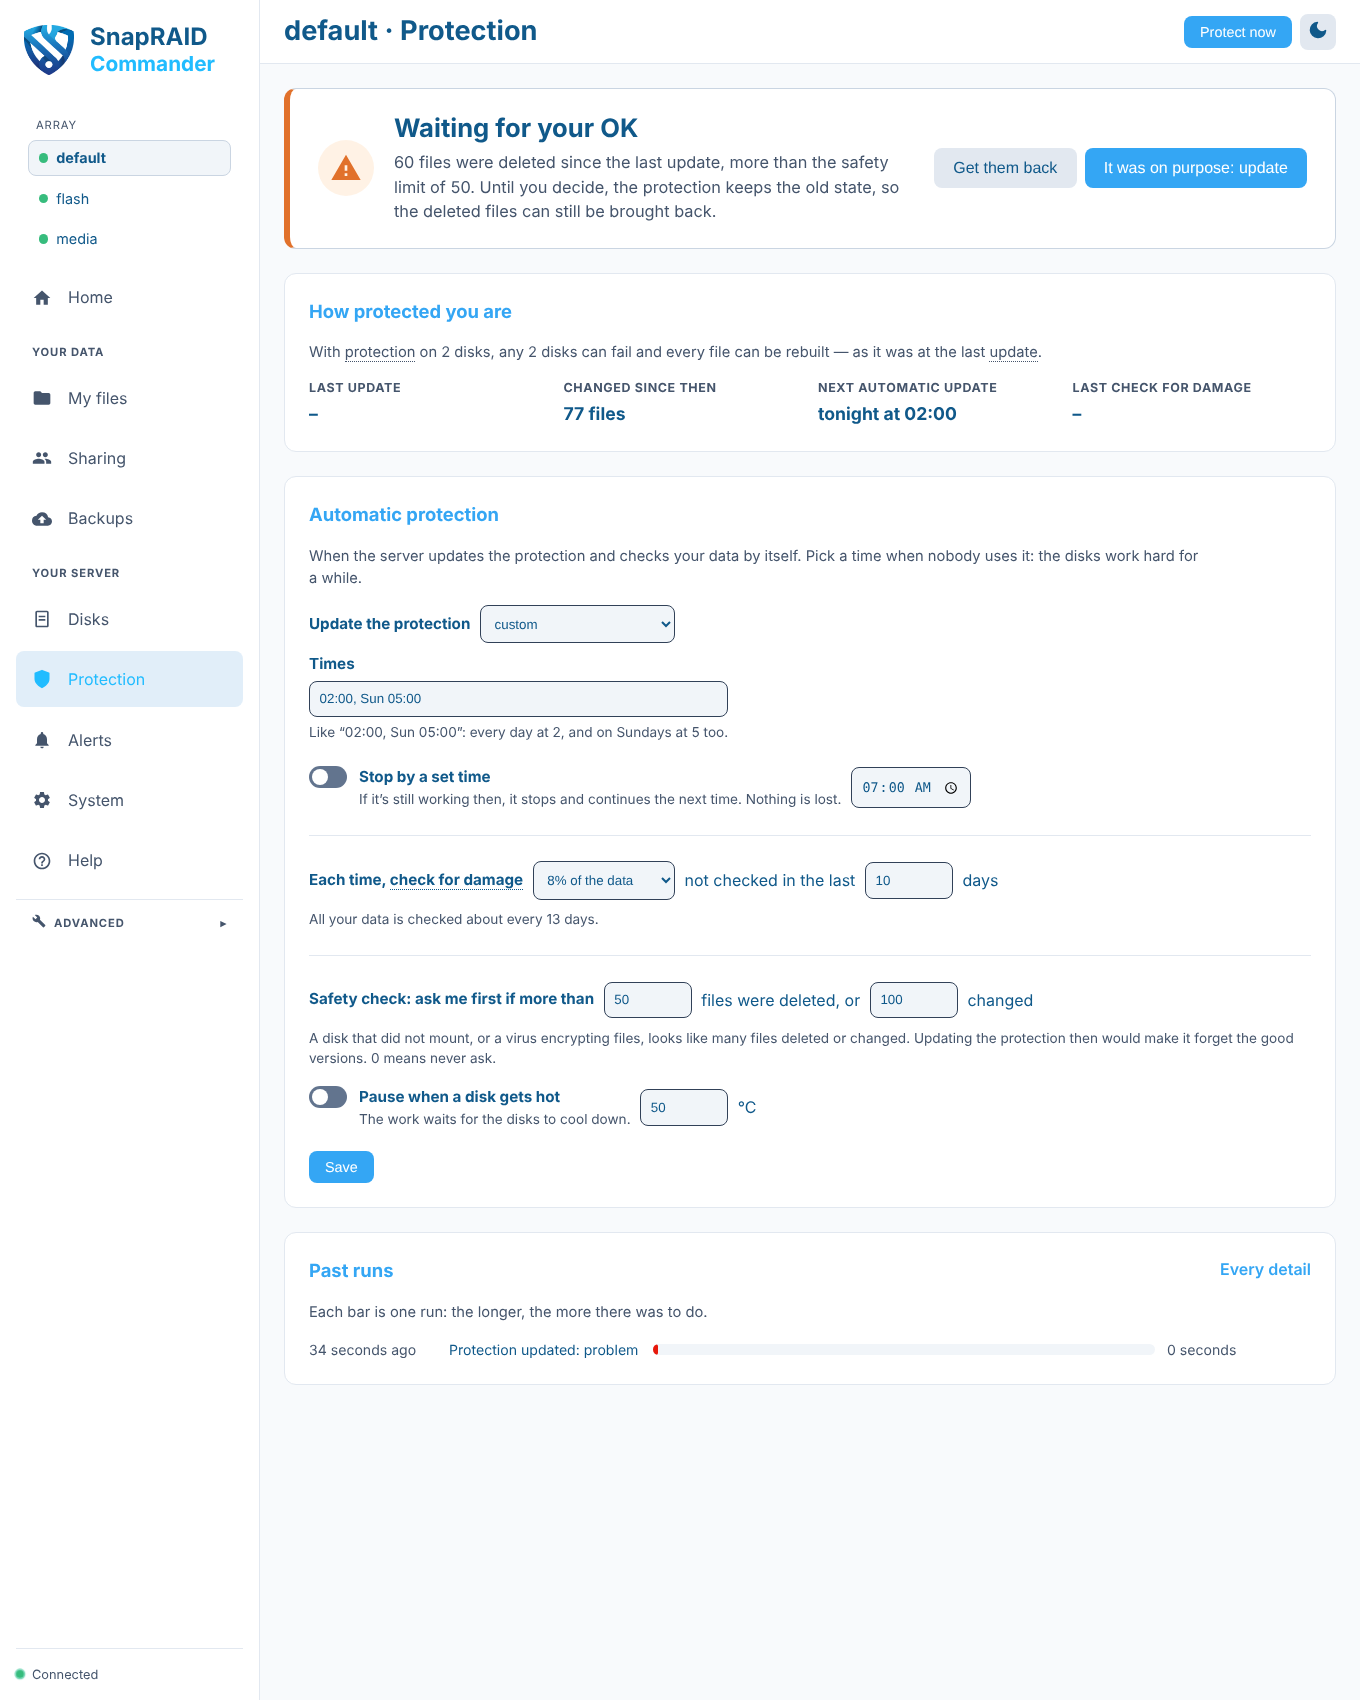 SnapRAID
Commander
ARRAY
default
flash
media
Home
YOUR DATA
My files
Sharing
Backups
YOUR SERVER
Disks
Protection
Alerts
System
Help
ADVANCED
Connected
default · Protection
Protect now
Waiting for your OK
60 files were deleted since the last update, more than the safety
limit of 50. Until you decide, the protection keeps the old state, so
the deleted files can still be brought back.
Get them back
It was on purpose: update
How protected you are
With protection on 2 disks, any 2 disks can fail and every file can be rebuilt — as it was at the last update.
LAST UPDATE
–
CHANGED SINCE THEN
77 files
NEXT AUTOMATIC UPDATE
tonight at 02:00
LAST CHECK FOR DAMAGE
–
Automatic protection
When the server updates the protection and checks your data by itself. Pick a time when nobody uses it: the disks work hard for
a while.
Update the protection custom
Times
02:00, Sun 05:00
Like “02:00, Sun 05:00”: every day at 2, and on Sundays at 5 too.
Stop by a set time
If it’s still working then, it stops and continues the next time. Nothing is lost.
07:00 AM
Each time, check for damage 8% of the data not checked in the last 10 days
All your data is checked about every 13 days.
Safety check: ask me first if more than 50 files were deleted, or 100 changed
A disk that did not mount, or a virus encrypting files, looks like many files deleted or changed. Updating the protection then would make it forget the good
versions. 0 means never ask.
Pause when a disk gets hot
The work waits for the disks to cool down.
50 °C
Save
Past runs
Every detail
Each bar is one run: the longer, the more there was to do.
34 seconds ago Protection updated: problem 0 seconds